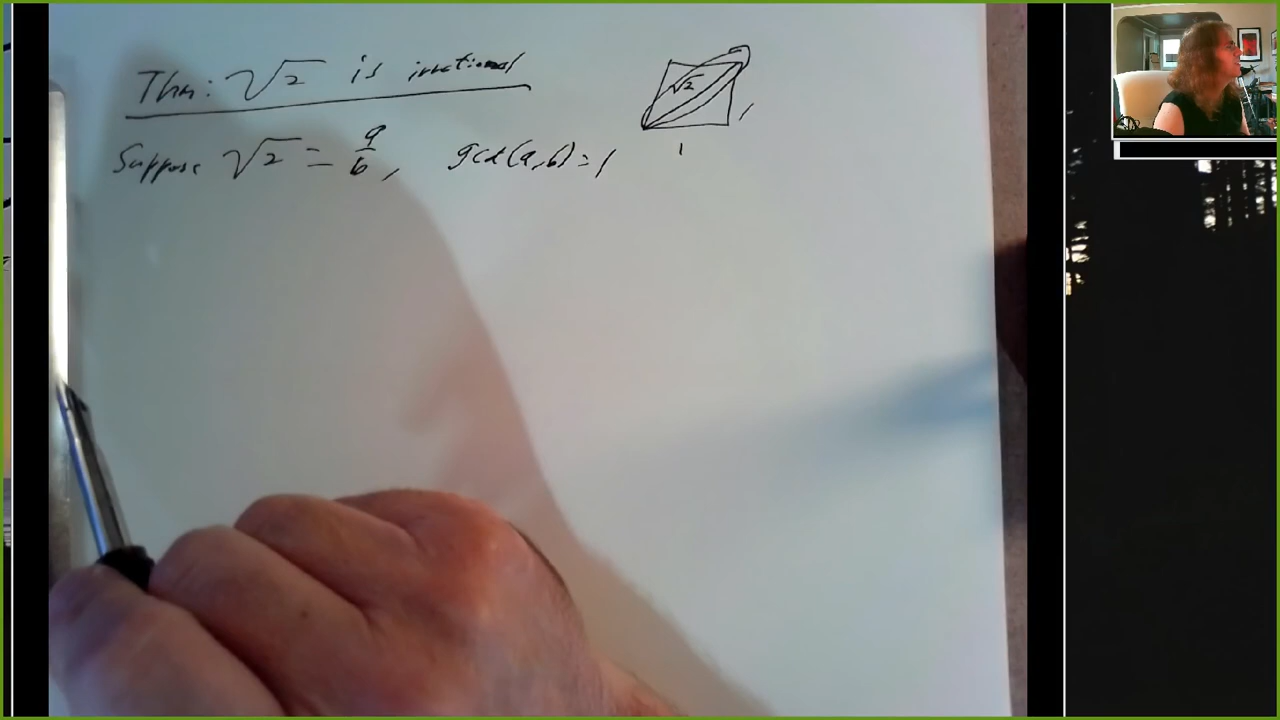 Thm: √2 is irrational
Suppose √2 = a/b, gcd(a,b)=1
√2
1
1